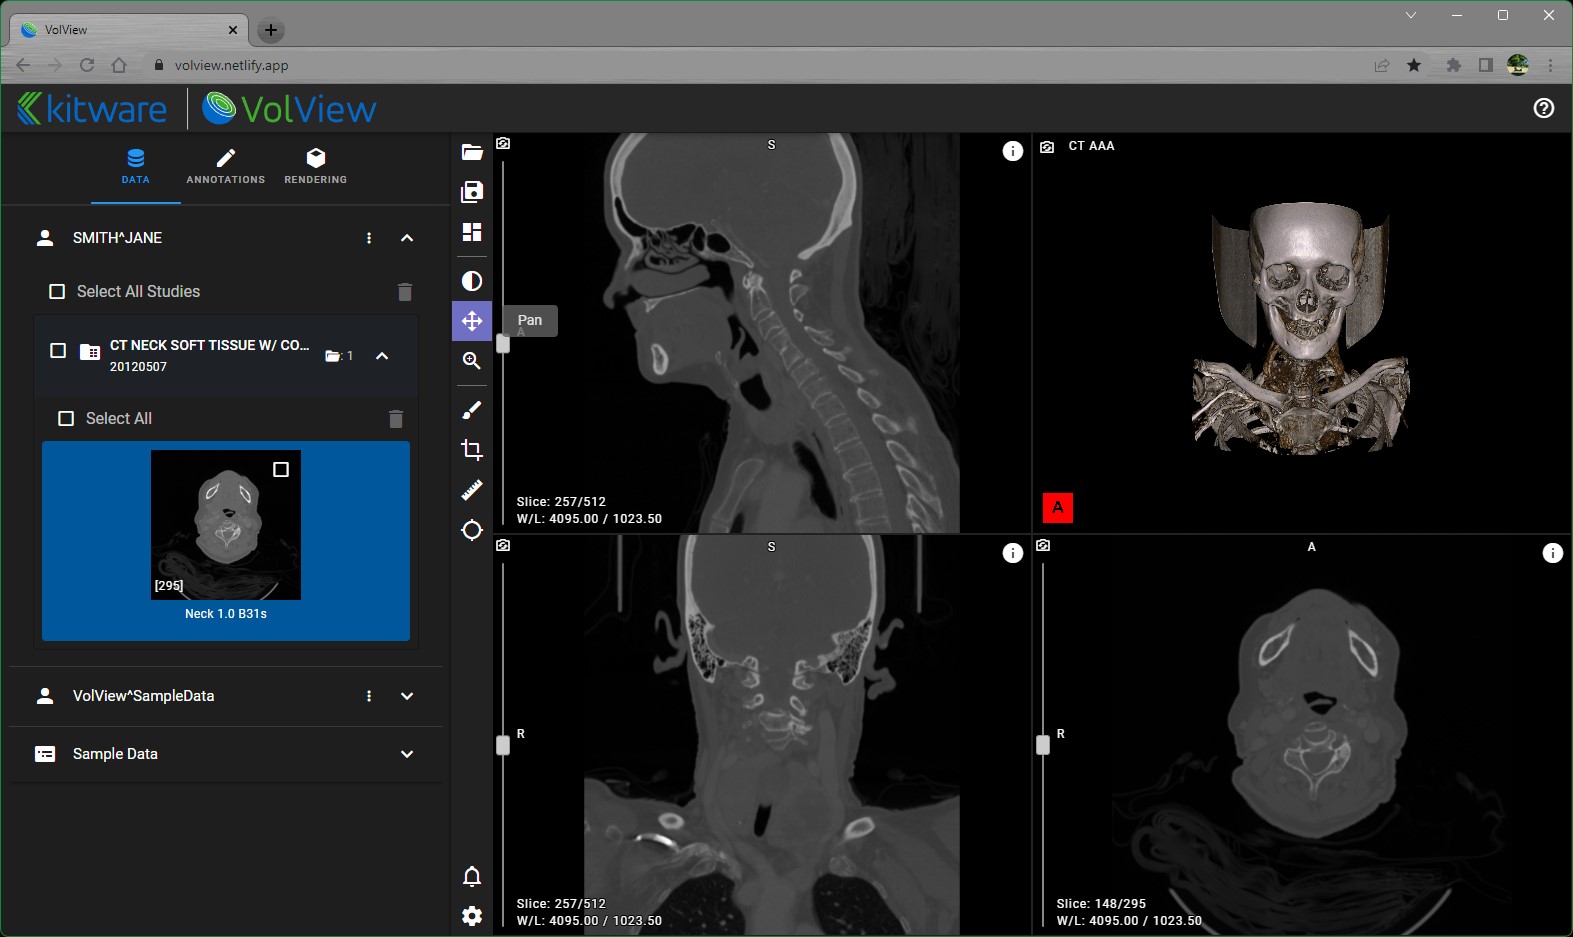 VolView
volview.netlify.app
kitware VolView
DATA
ANNOTATIONS
RENDERING
SMITH^JANE
Select All Studies
CT NECK SOFT TISSUE W/ CO...
20120507
: 1
Select All
[295]
Neck 1.0 B31s
VolView^SampleData
Sample Data
Pan
S
A
Slice: 257/512
W/L: 4095.00 / 1023.50
CT AAA
A
S
R
Slice: 257/512
W/L: 4095.00 / 1023.50
A
R
Slice: 148/295
W/L: 4095.00 / 1023.50